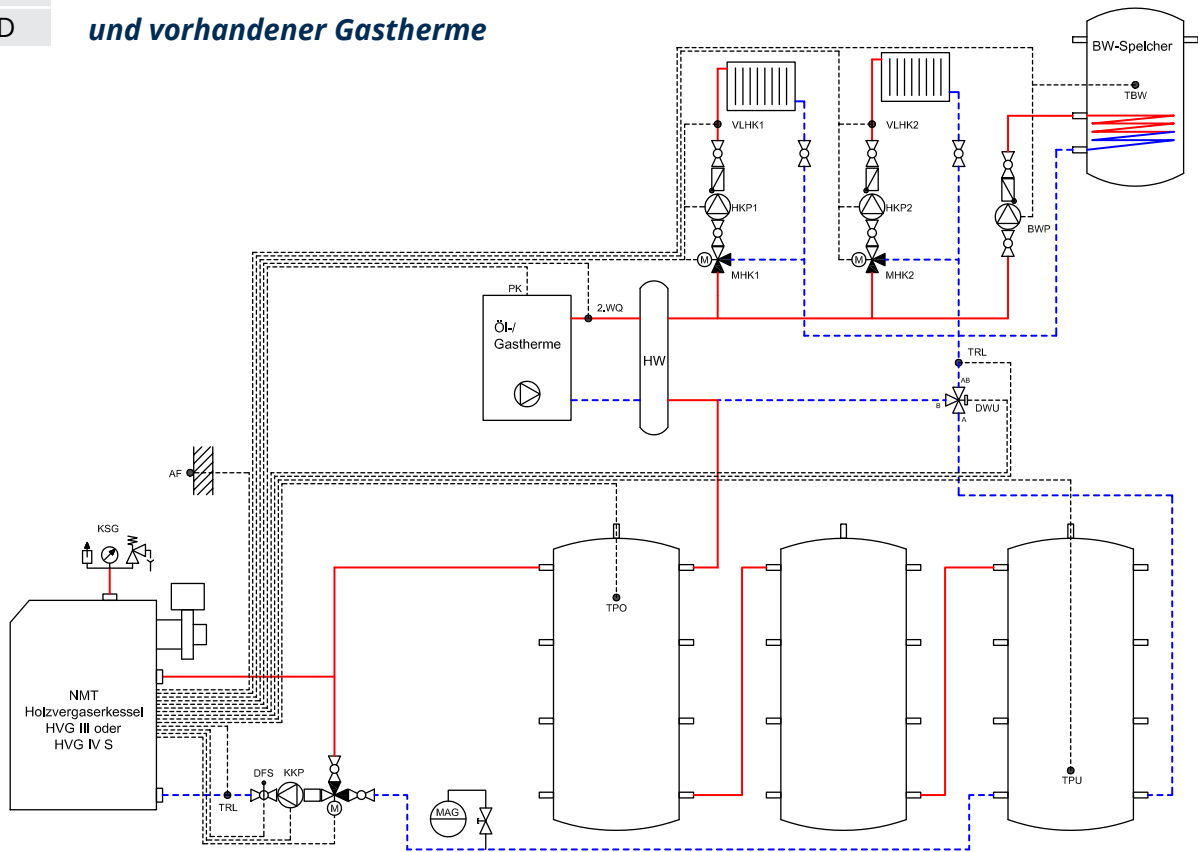 D
und vorhandener Gastherme
BW-Speicher
TBW
VLHK1
VLHK2
HKP1
HKP2
BWP
M
MHK1
M
MHK2
PK
2.WQ
Öl-/
Gastherme
HW
TRL
AB
B
DWU
A
AF
KSG
TPO
NMT
Holzvergaserkessel
HVG III oder
HVG IV S
DFS
KKP
TPU
TRL
M
MAG